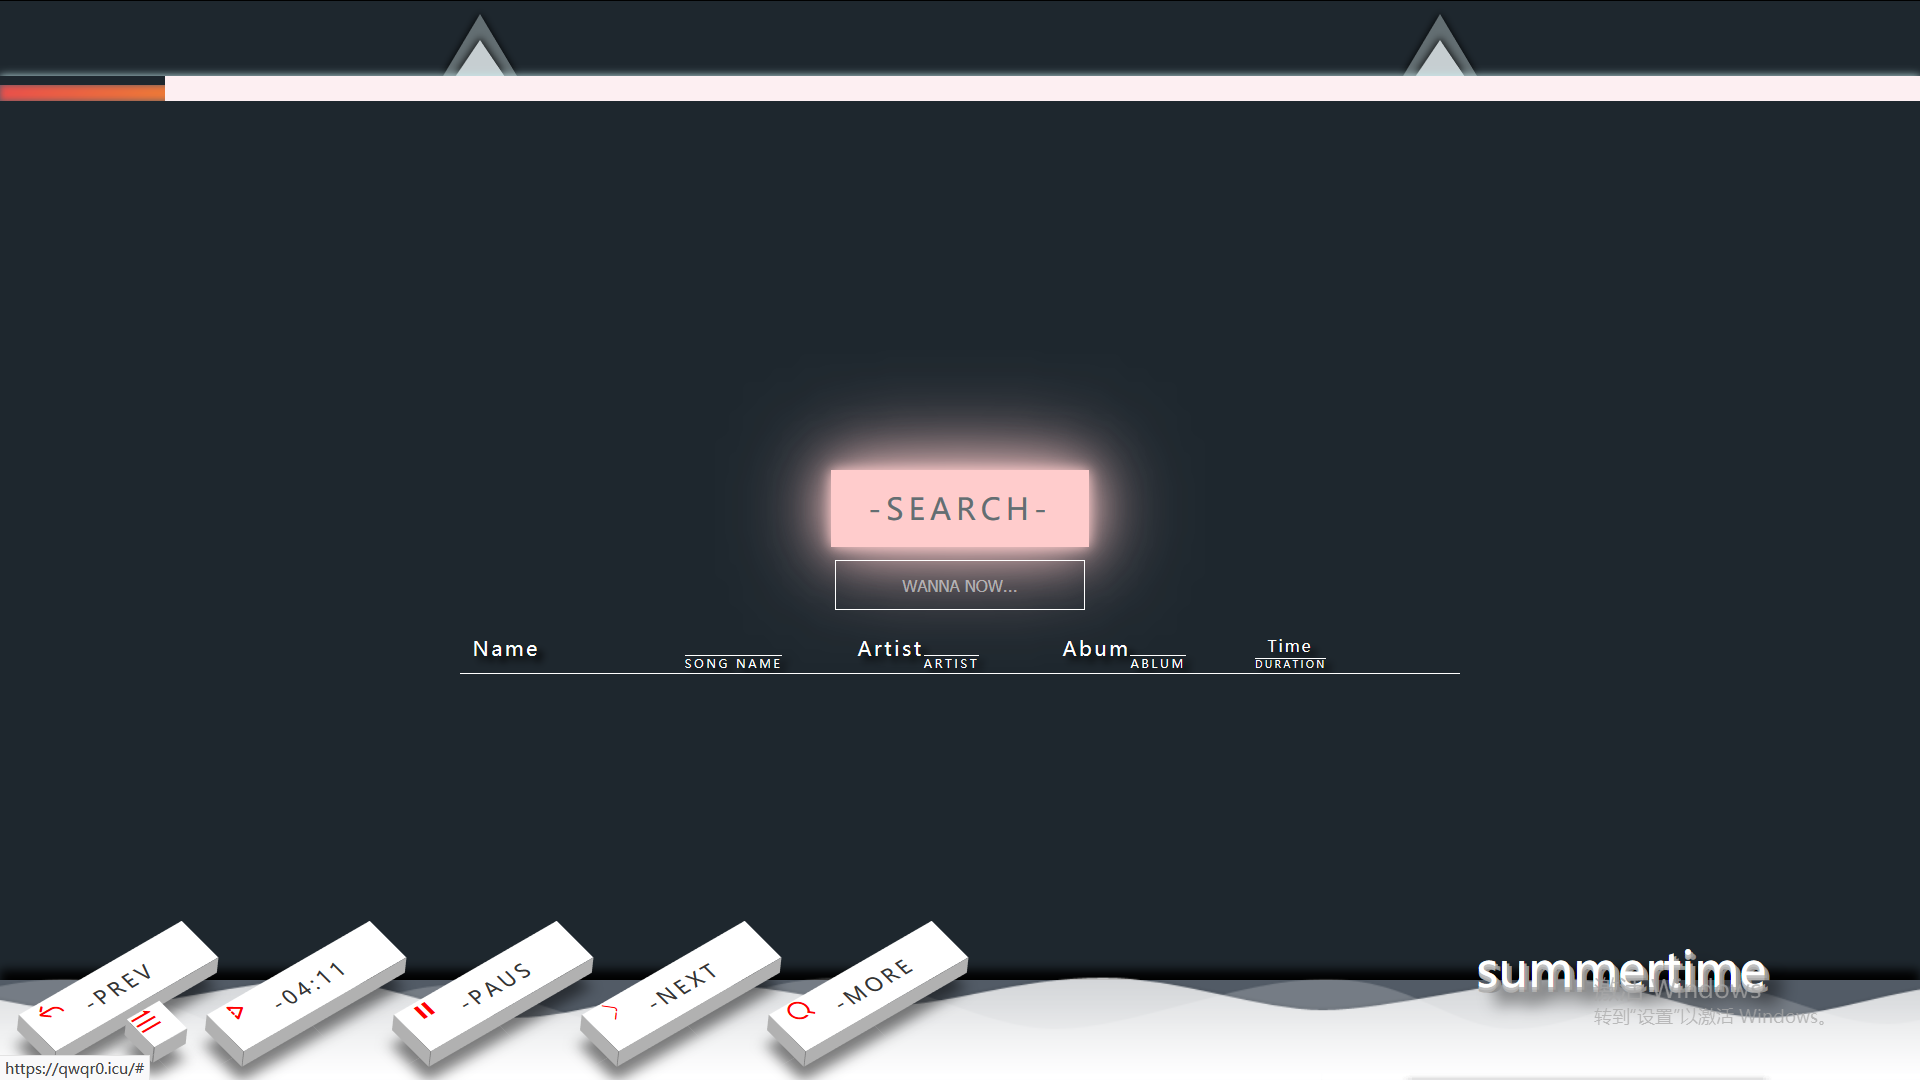 -SEARCH-
WANNA NOW...
Name SONG NAME Artist ARTIST Abum ABLUM Time DURATION
-PREV
-04:11
-PAUS
-NEXT
-MORE
summertime
激活 Windows
转到“设置”以激活 Windows。
https://qwqr0.icu/#